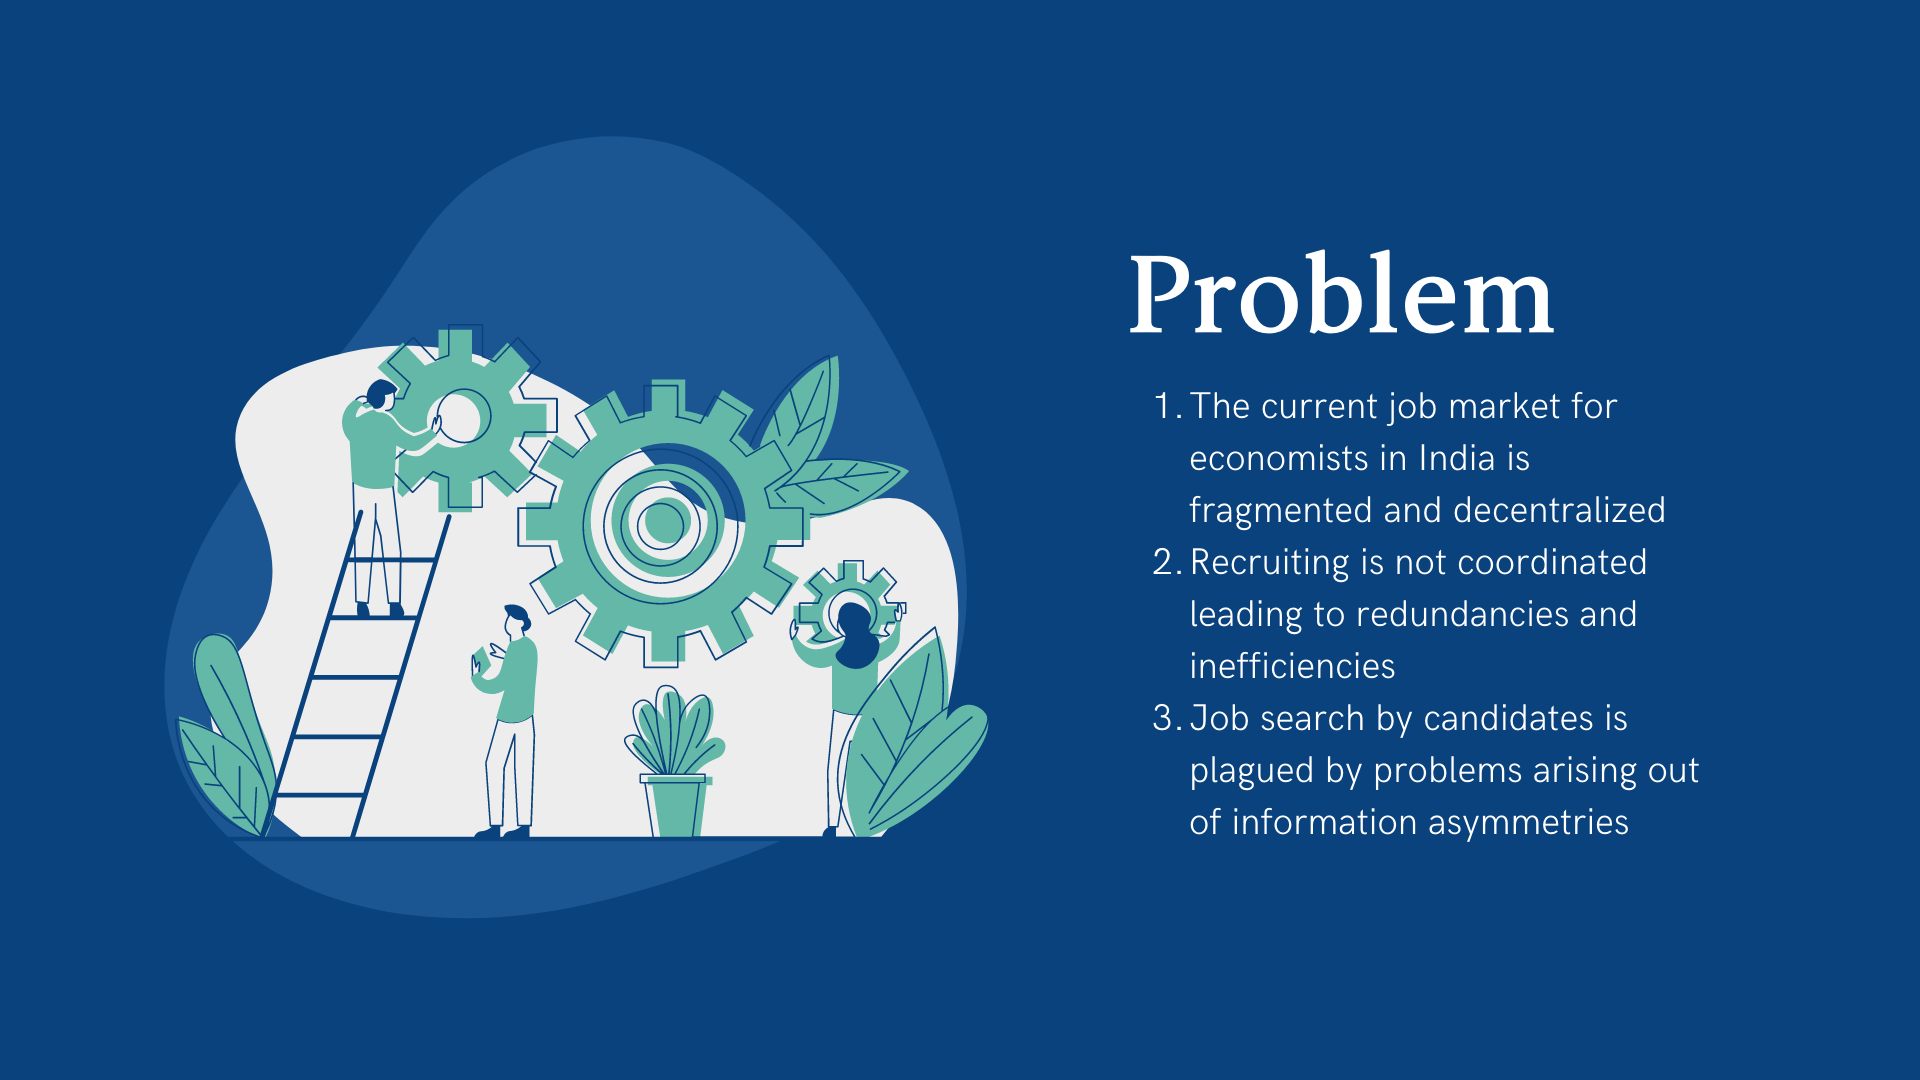 Problem
1. The current job market for
economists in India is
fragmented and decentralized
2. Recruiting is not coordinated
leading to redundancies and
inefficiencies
3. Job search by candidates is
plagued by problems arising out
of information asymmetries